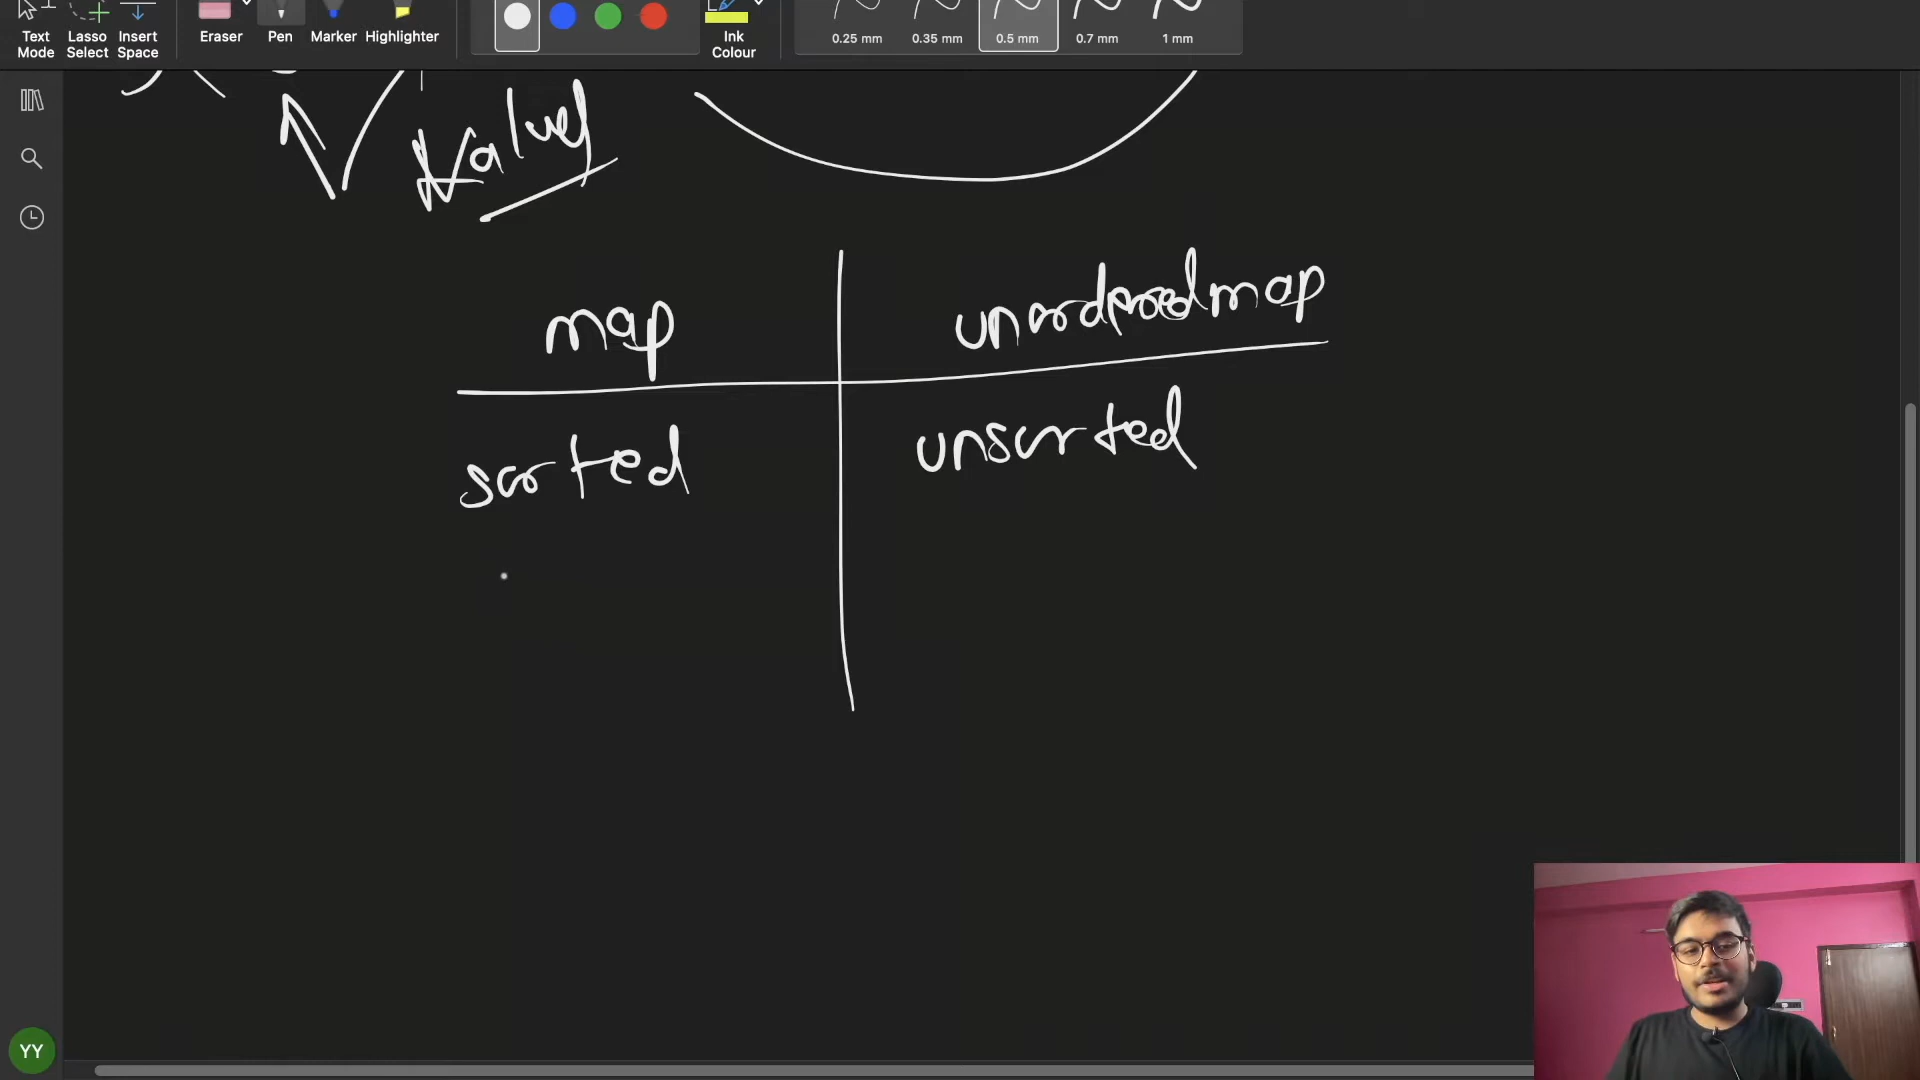 Text Mode
Lasso Select
Insert Space
Eraser
Pen
Marker
Highlighter
Ink Colour
0.25 mm
0.35 mm
0.5 mm
0.7 mm
1 mm
Value
map
unordered map
sorted
unsorted
YY